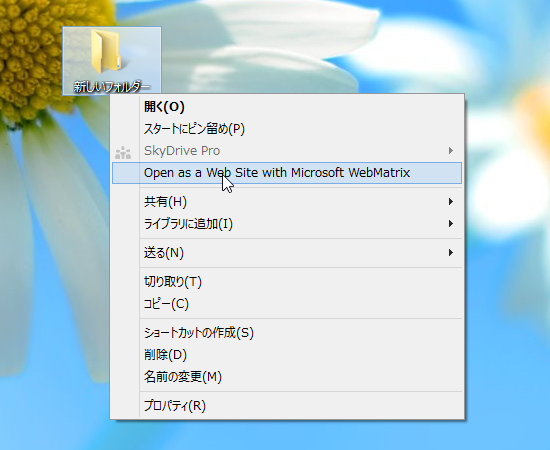 新しいフォルダー
開く(O)
スタートにピン留め(P)
SkyDrive Pro
Open as a Web Site with Microsoft WebMatrix
共有(H)
ライブラリに追加(I)
送る(N)
切り取り(T)
コピー(C)
ショートカットの作成(S)
削除(D)
名前の変更(M)
プロパティ(R)